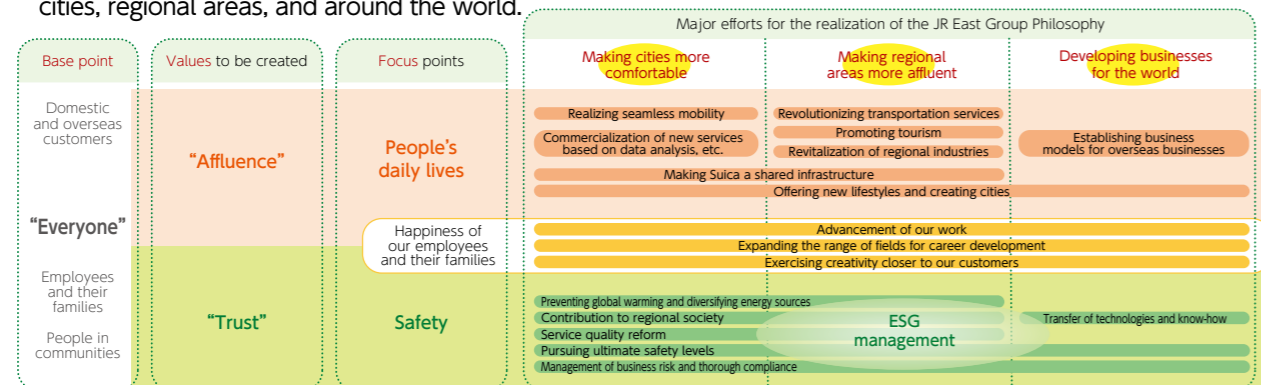 cities, regional areas, and around the world.
Major efforts for the realization of the JR East Group Philosophy
Base point
Values to be created
Focus points
Making cities more
comfortable
Making regional
areas more affluent
Developing businesses
for the world
Domestic
and overseas
customers
“Everyone”
Employees
and their
families
People in
communities
“Affluence”
“Trust”
People’s
daily lives
Happiness of
our employees
and their families
Safety
Realizing seamless mobility
Commercialization of new services
based on data analysis, etc.
Revolutionizing transportation services
Promoting tourism
Revitalization of regional industries
Establishing business
models for overseas businesses
Making Suica a shared infrastructure
Offering new lifestyles and creating cities
Advancement of our work
Expanding the range of fields for career development
Exercising creativity closer to our customers
Preventing global warming and diversifying energy sources
Contribution to regional society
Service quality reform
Pursuing ultimate safety levels
Management of business risk and thorough compliance
ESG
management
Transfer of technologies and know-how